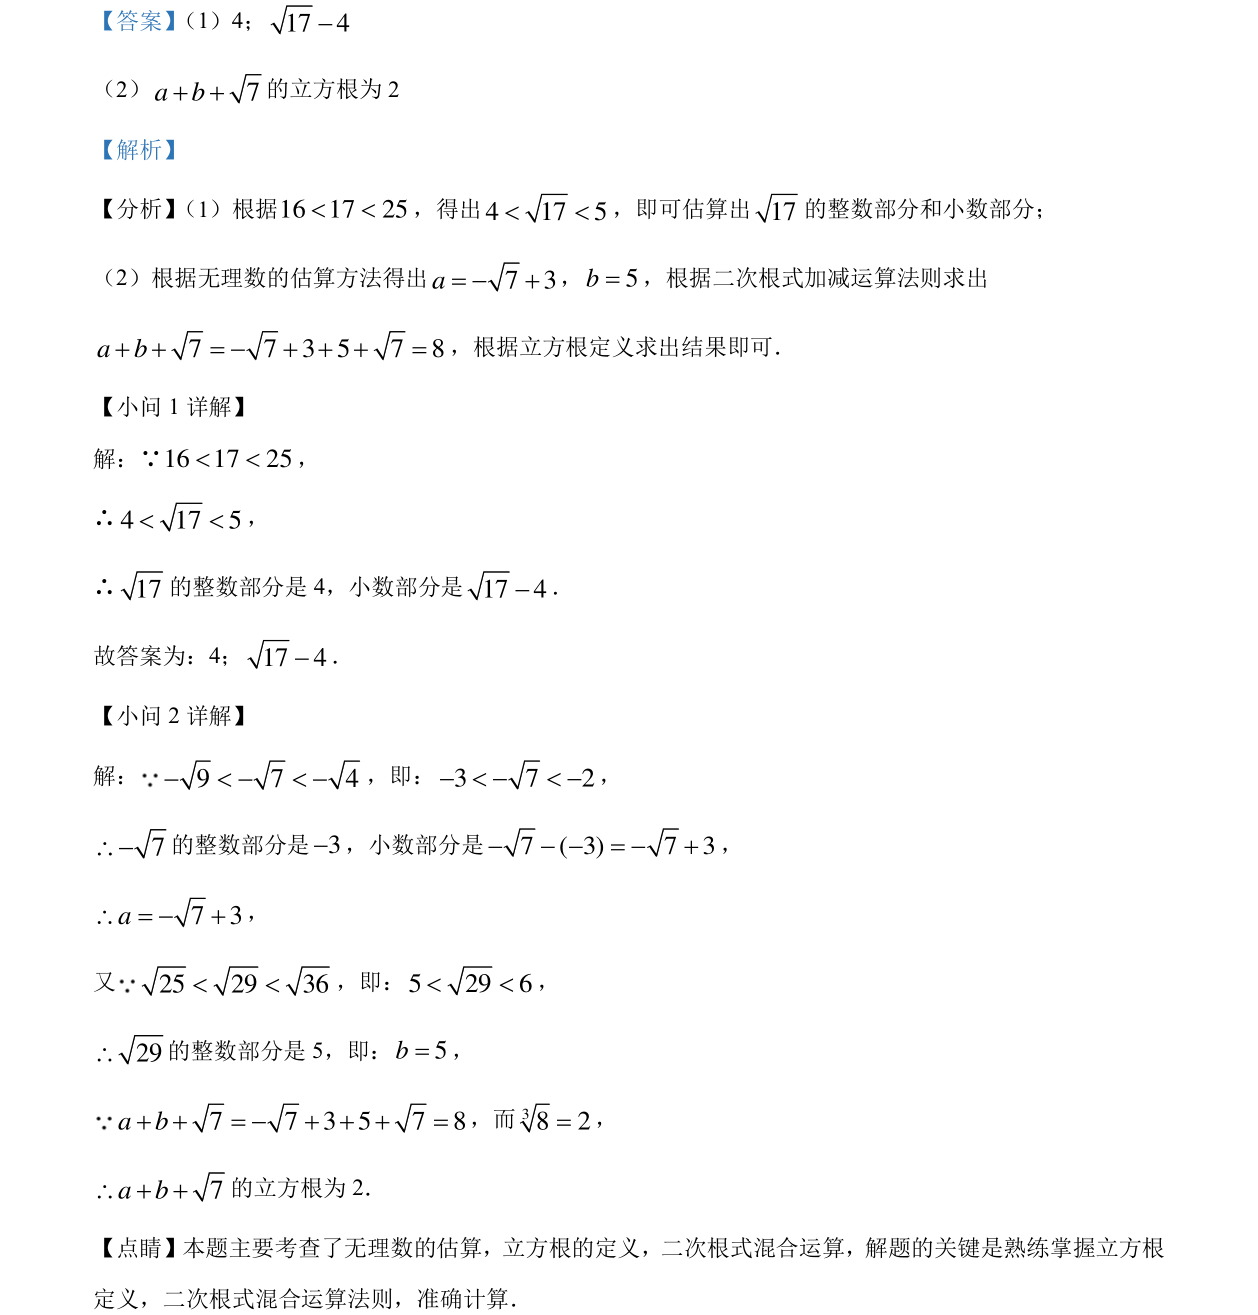 【答案】（1）4；√17 − 4
（2）a + b + √7 的立方根为 2
【解析】
【分析】（1）根据16 < 17 < 25，得出4 < √17 < 5，即可估算出√17 的整数部分和小数部分；
（2）根据无理数的估算方法得出a = −√7 + 3，b = 5，根据二次根式加减运算法则求出
a + b + √7 = −√7 + 3 + 5 + √7 = 8，根据立方根定义求出结果即可．
【小问 1 详解】
解：∵16 < 17 < 25，
∴4 < √17 < 5，
∴√17 的整数部分是 4，小数部分是√17 − 4．
故答案为：4；√17 − 4．
【小问 2 详解】
解：∵−√9 < −√7 < −√4，即：−3 < −√7 < −2，
∴−√7 的整数部分是−3，小数部分是−√7 − (−3) = −√7 + 3，
∴a = −√7 + 3，
又∵√25 < √29 < √36，即：5 < √29 < 6，
∴√29 的整数部分是 5，即：b = 5，
∵a + b + √7 = −√7 + 3 + 5 + √7 = 8，而∛8 = 2，
∴a + b + √7 的立方根为 2．
【点睛】本题主要考查了无理数的估算，立方根的定义，二次根式混合运算，解题的关键是熟练掌握立方根
定义，二次根式混合运算法则，准确计算．